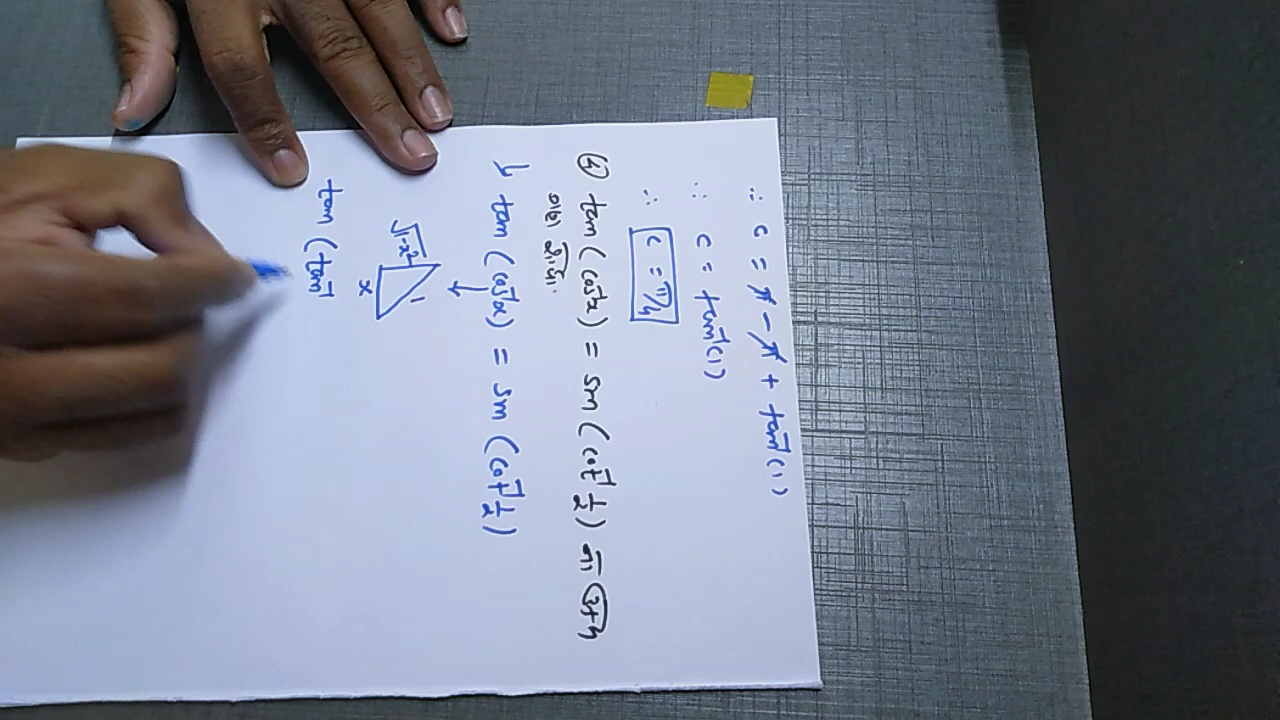 ∴ c = π - π + tan⁻¹(1)
∴ c = tan⁻¹(1)
∴ c = π/4
④ tan(cos⁻¹x) = sin(cot⁻¹ 1/2)
↳ tan(cos⁻¹x) = sin(cot⁻¹ 1/2)
√1-x² 1
x
tan(tan⁻¹